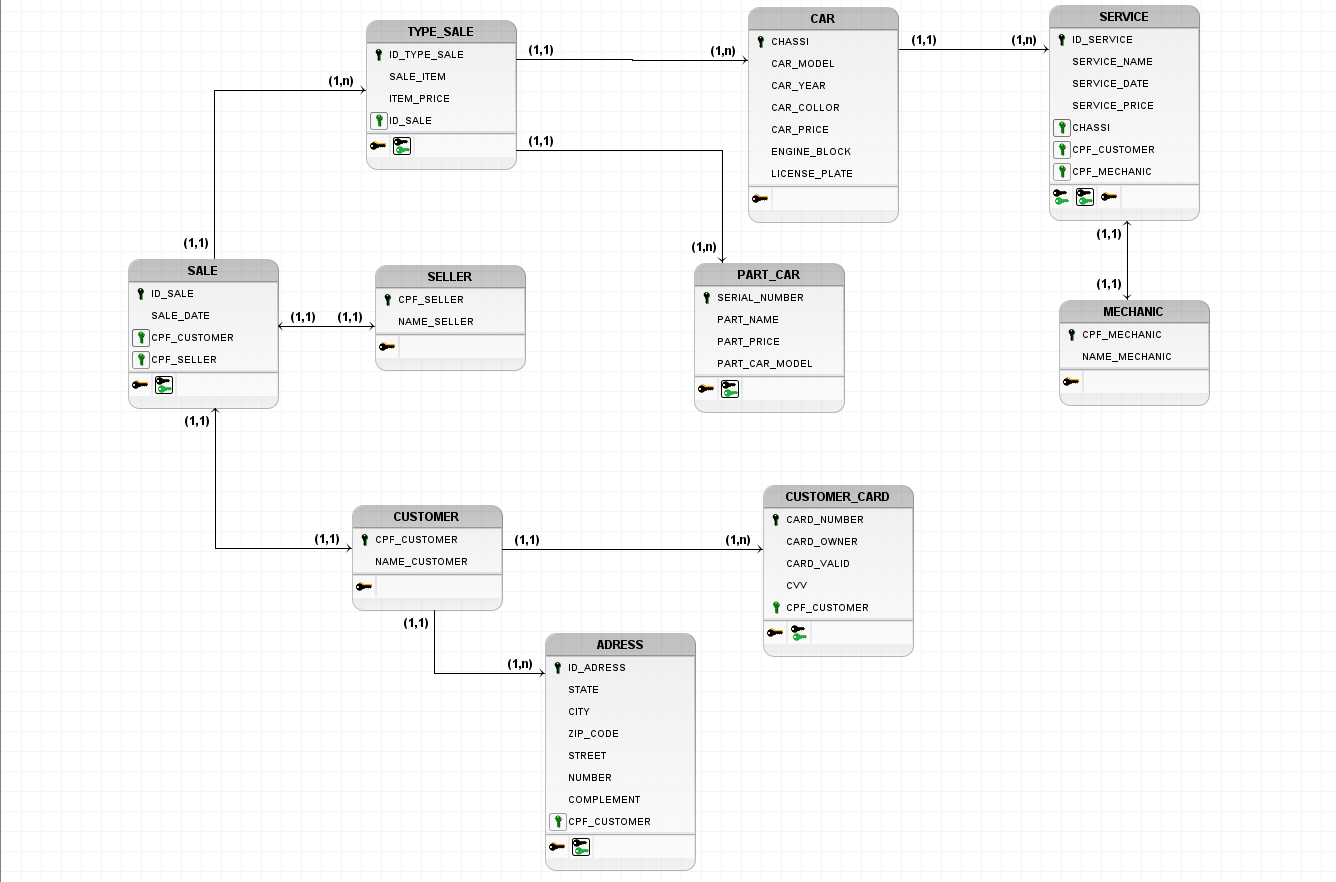 TYPE_SALE
ID_TYPE_SALE
SALE_ITEM
ITEM_PRICE
ID_SALE
(1,1)
(1,n)
(1,1)
(1,n)
CAR
CHASSI
CAR_MODEL
CAR_YEAR
CAR_COLLOR
CAR_PRICE
ENGINE_BLOCK
LICENSE_PLATE
(1,1)
(1,n)
SERVICE
ID_SERVICE
SERVICE_NAME
SERVICE_DATE
SERVICE_PRICE
CHASSI
CPF_CUSTOMER
CPF_MECHANIC
(1,1)
(1,1)
MECHANIC
CPF_MECHANIC
NAME_MECHANIC
(1,n)
(1,1)
SALE
ID_SALE
SALE_DATE
CPF_CUSTOMER
CPF_SELLER
(1,1)
(1,1)
SELLER
CPF_SELLER
NAME_SELLER
PART_CAR
SERIAL_NUMBER
PART_NAME
PART_PRICE
PART_CAR_MODEL
(1,1)
(1,1)
CUSTOMER
CPF_CUSTOMER
NAME_CUSTOMER
(1,1)
(1,n)
CUSTOMER_CARD
CARD_NUMBER
CARD_OWNER
CARD_VALID
CVV
CPF_CUSTOMER
(1,1)
(1,n)
ADRESS
ID_ADRESS
STATE
CITY
ZIP_CODE
STREET
NUMBER
COMPLEMENT
CPF_CUSTOMER